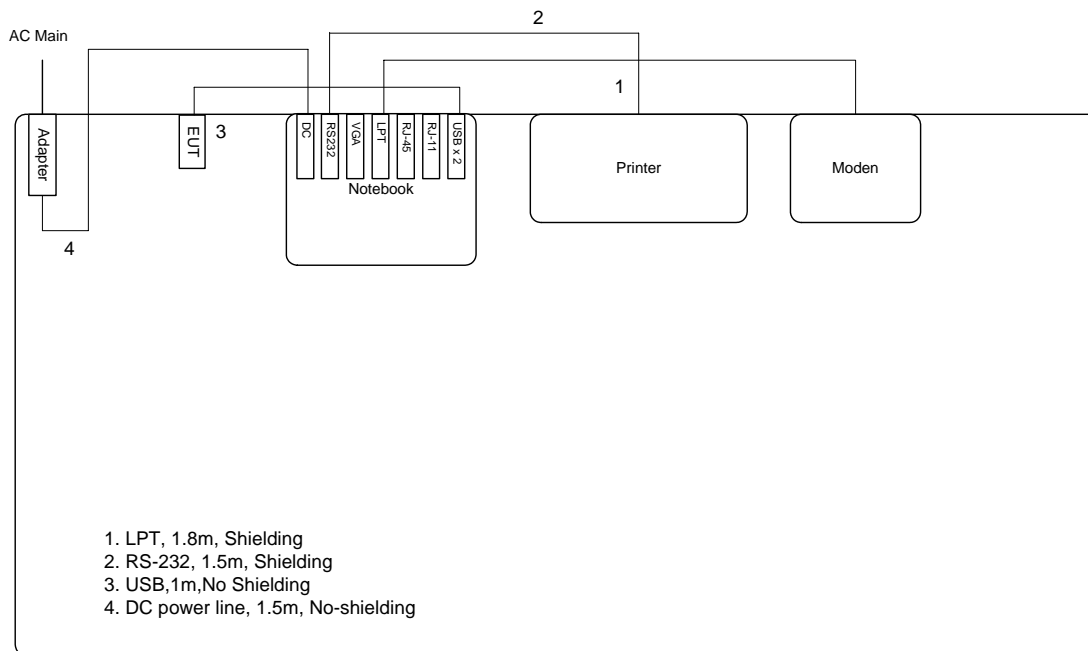 2
AC Main
1
Adapter
EUT
3
DC
RS232
VGA
LPT
RJ-45
RJ-11
USB x 2
Notebook
Printer
Moden
4
1. LPT, 1.8m, Shielding
2. RS-232, 1.5m, Shielding
3. USB,1m,No Shielding
4. DC power line, 1.5m, No-shielding